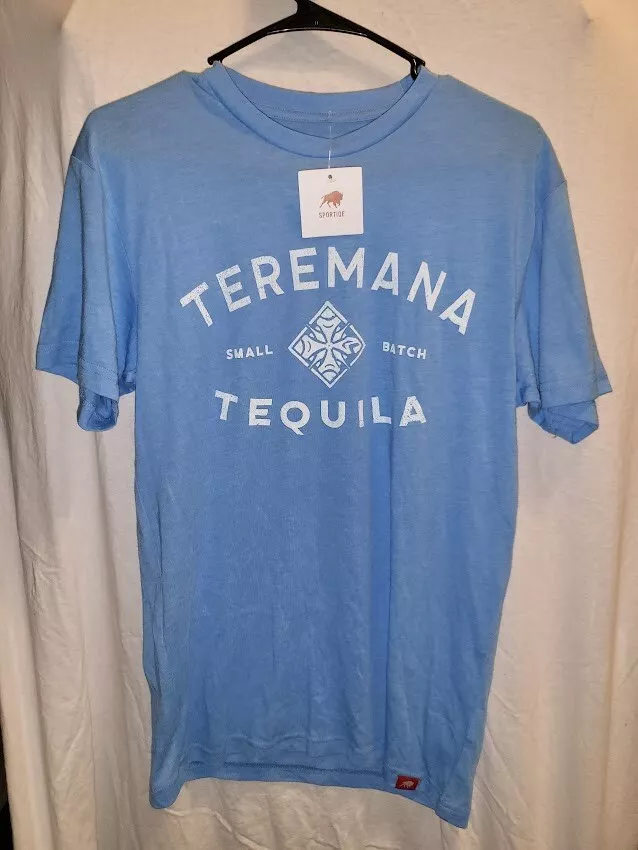 SPORTIQE
TEREMANA
SMALL BATCH
TEQUILA